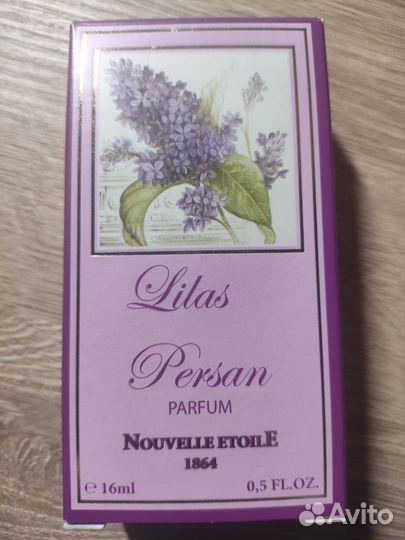 Lilas
Persan
PARFUM
NOUVELLE ETOILE
1864
℮ 16ml 0,5 FL.OZ.
Avito